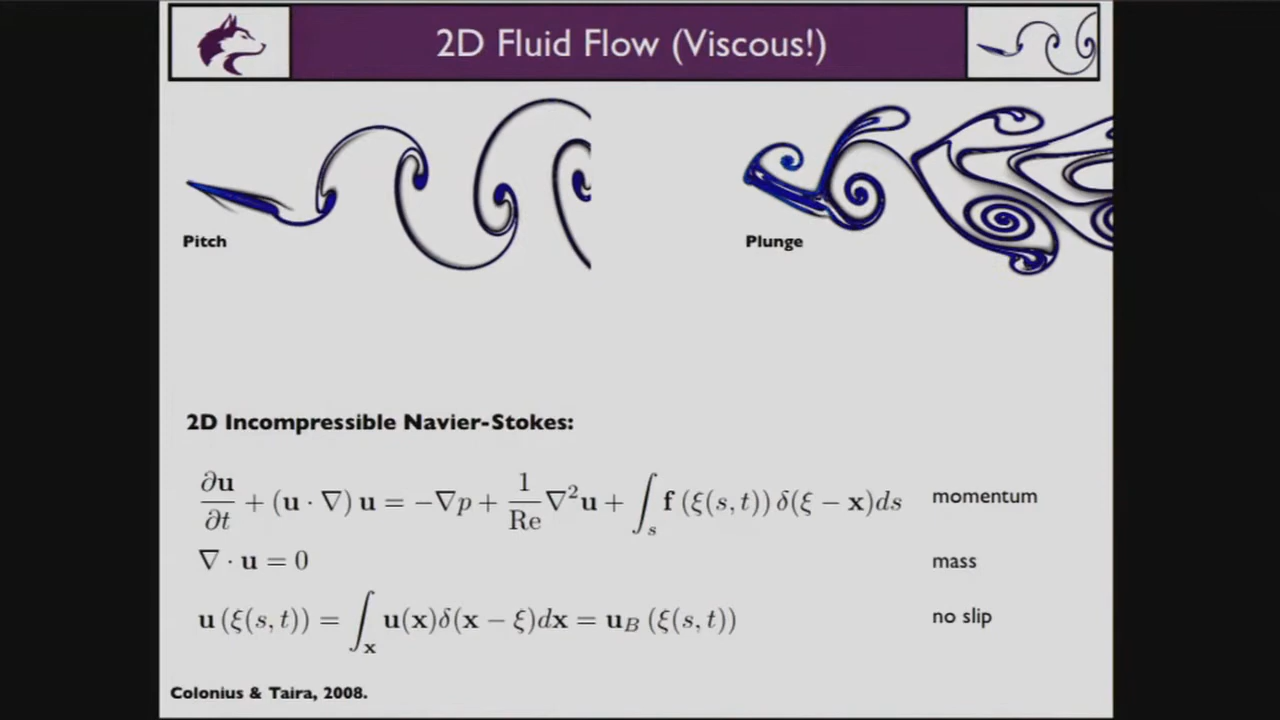 2D Fluid Flow (Viscous!)
Pitch
Plunge
2D Incompressible Navier-Stokes:
∂u/∂t + (u · ∇) u = −∇p + 1/Re ∇²u + ∫_s f (ξ(s, t)) δ(ξ − x)ds momentum
∇ · u = 0 mass
u (ξ(s, t)) = ∫_x u(x)δ(x − ξ)dx = u_B (ξ(s, t)) no slip
Colonius & Taira, 2008.